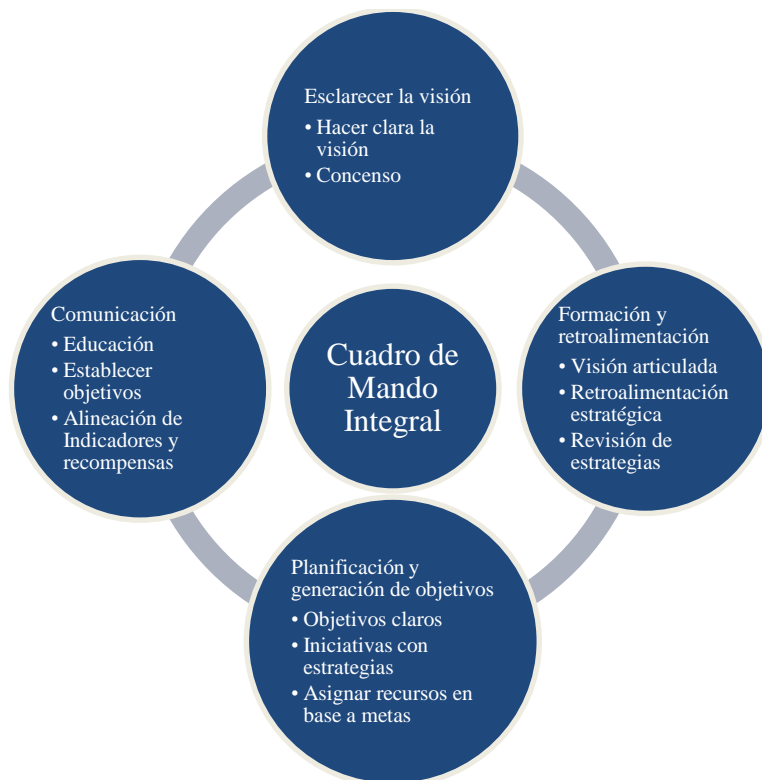 Esclarecer la visión
• Hacer clara la
visión
• Concenso
Comunicación
• Educación
• Establecer
objetivos
• Alineación de
Indicadores y
recompensas
Cuadro de
Mando
Integral
Formación y
retroalimentación
• Visión articulada
• Retroalimentación
estratégica
• Revisión de
estrategias
Planificación y
generación de objetivos
• Objetivos claros
• Iniciativas con
estrategias
• Asignar recursos en
base a metas